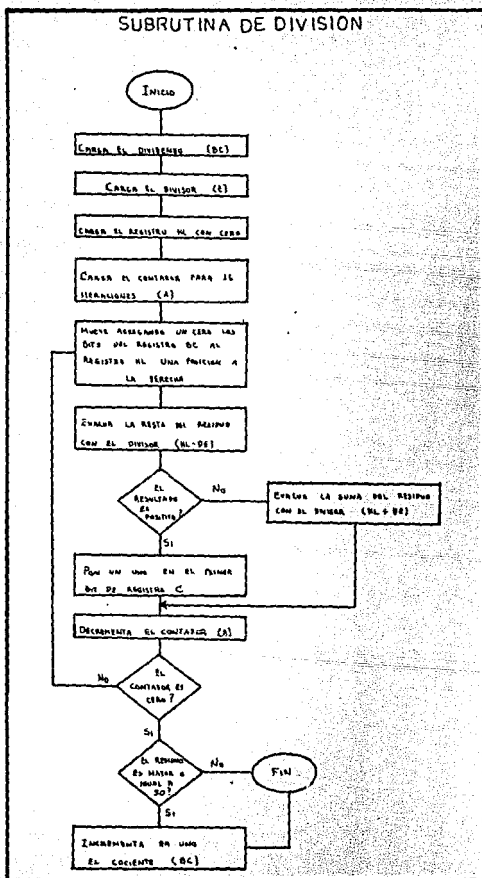 SUBRUTINA DE DIVISION
INICIO
CARGA EL DIVIDENDO (BC)
CARGA EL DIVISOR (E)
CARGA EL REGISTRO HL CON CERO
CARGA EL CONTADOR PARA 16
ITERACIONES (A)
MUEVE AGREGANDO UN CERO LOS
BITS DEL REGISTRO BC AL
REGISTRO HL UNA POSICION A
LA DERECHA
EVALUA LA RESTA DEL RESIDUO
CON EL DIVISOR (HL-DE)
EL
RESULTADO
ES
POSITIVO?
No
EVALUA LA SUMA DEL RESIDUO
CON EL DIVISOR (HL + DE)
Si
PON UN UNO EN EL PRIMER
BIT DE REGISTRO C
DECREMENTA EL CONTADOR (A)
No
EL
CONTADOR ES
CERO?
Si
EL RESIDUO
ES MAYOR O
IGUAL A
50?
No
FIN
Si
INCREMENTA EN UNO
EL COCIENTE (BC)